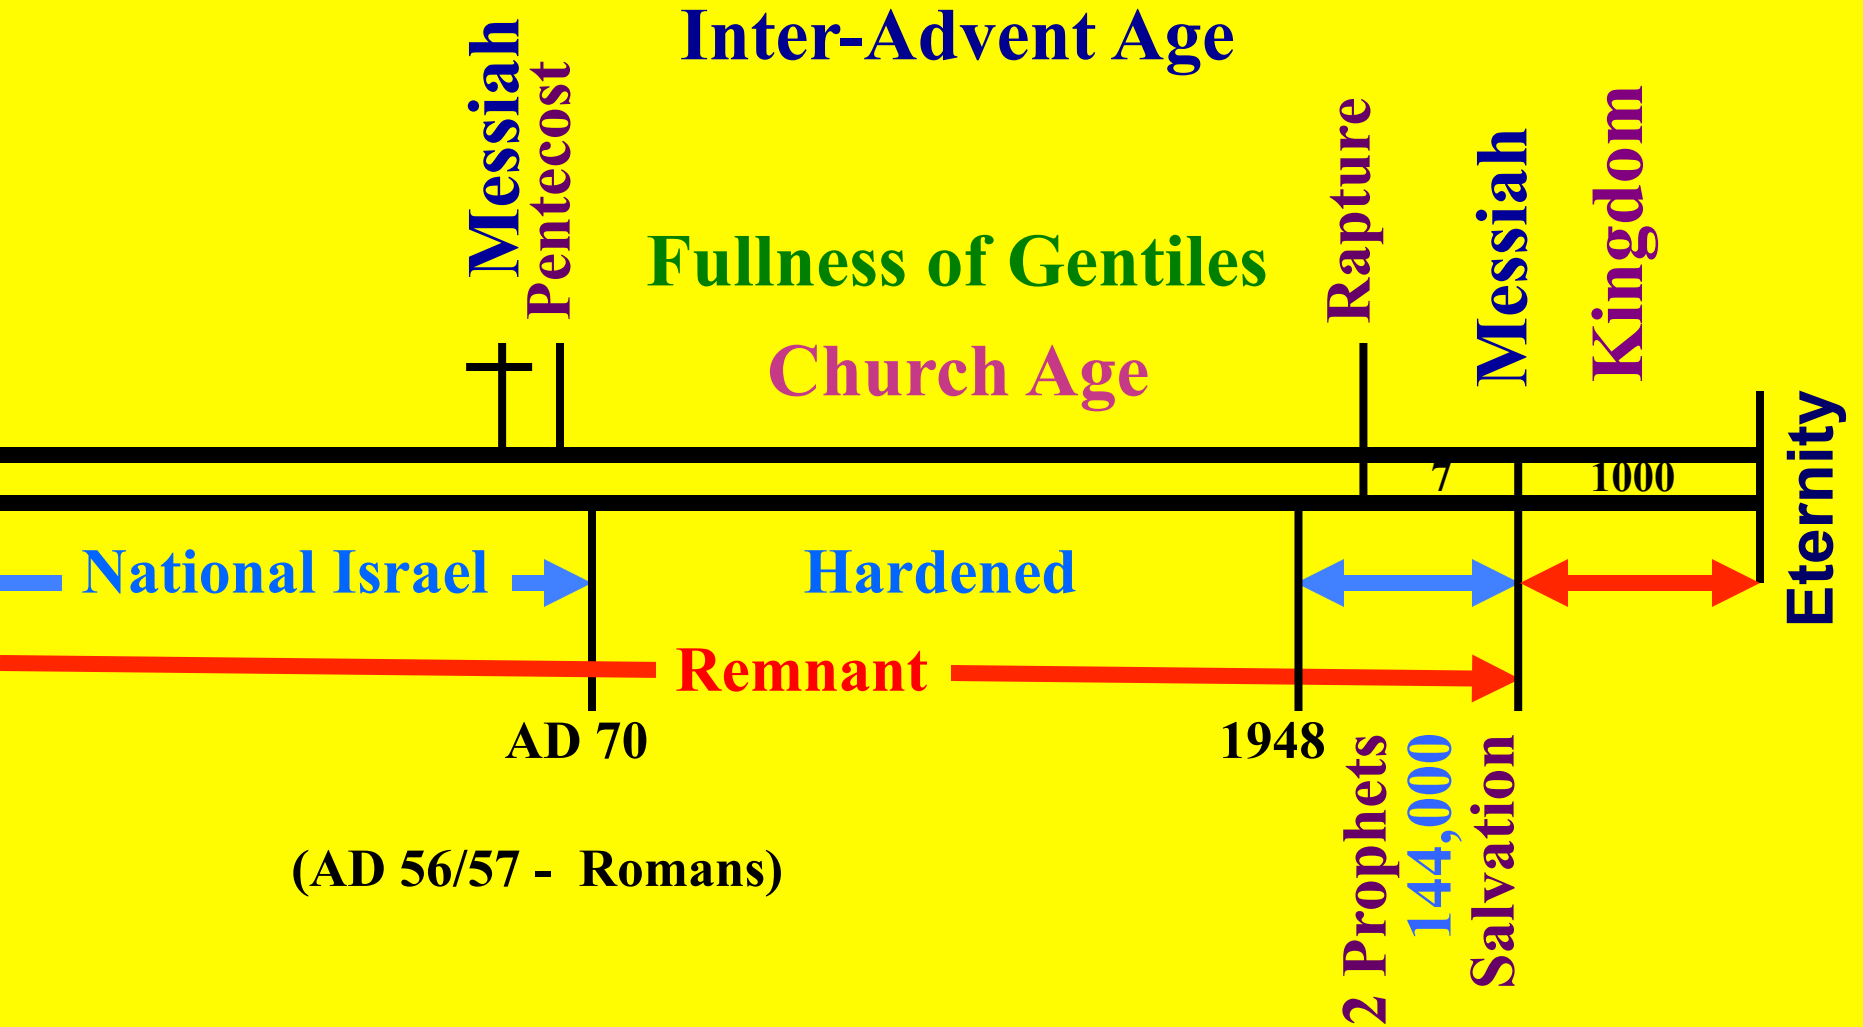 Inter-Advent Age
Messiah
Pentecost
Fullness of Gentiles
Church Age
Rapture
Messiah
Kingdom
Eternity
7
1000
National Israel
Hardened
Remnant
AD 70
1948
2 Prophets
144,000
Salvation
(AD 56/57 - Romans)